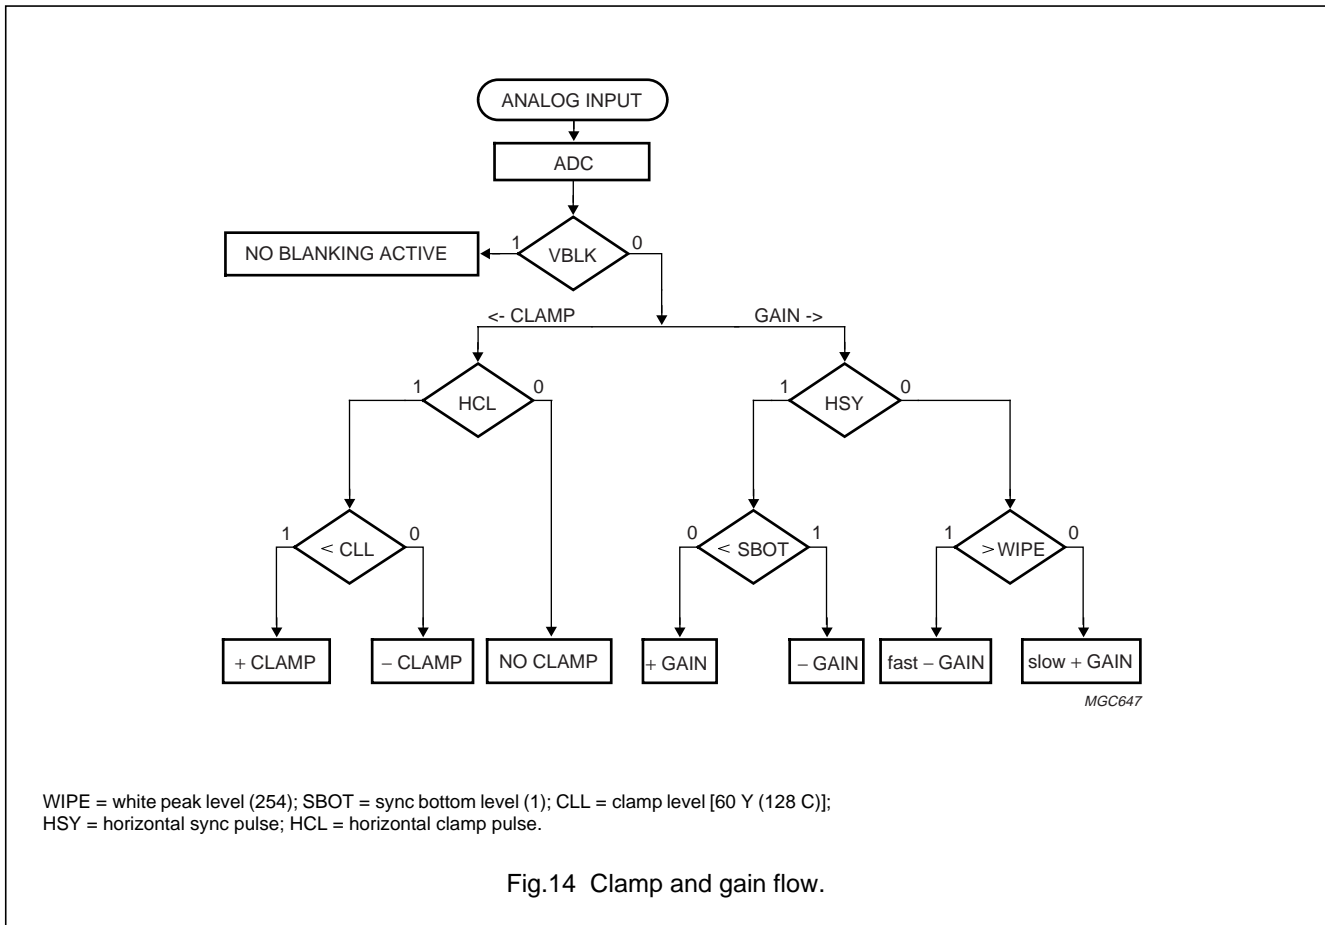 ANALOG INPUT
ADC
1 0
NO BLANKING ACTIVE VBLK
<- CLAMP GAIN ->
1 0 1 0
HCL HSY
1 0 0 1 1 0
< CLL < SBOT > WIPE
+ CLAMP − CLAMP NO CLAMP + GAIN − GAIN fast − GAIN slow + GAIN
MGC647
WIPE = white peak level (254); SBOT = sync bottom level (1); CLL = clamp level [60 Y (128 C)];
HSY = horizontal sync pulse; HCL = horizontal clamp pulse.
Fig.14 Clamp and gain flow.